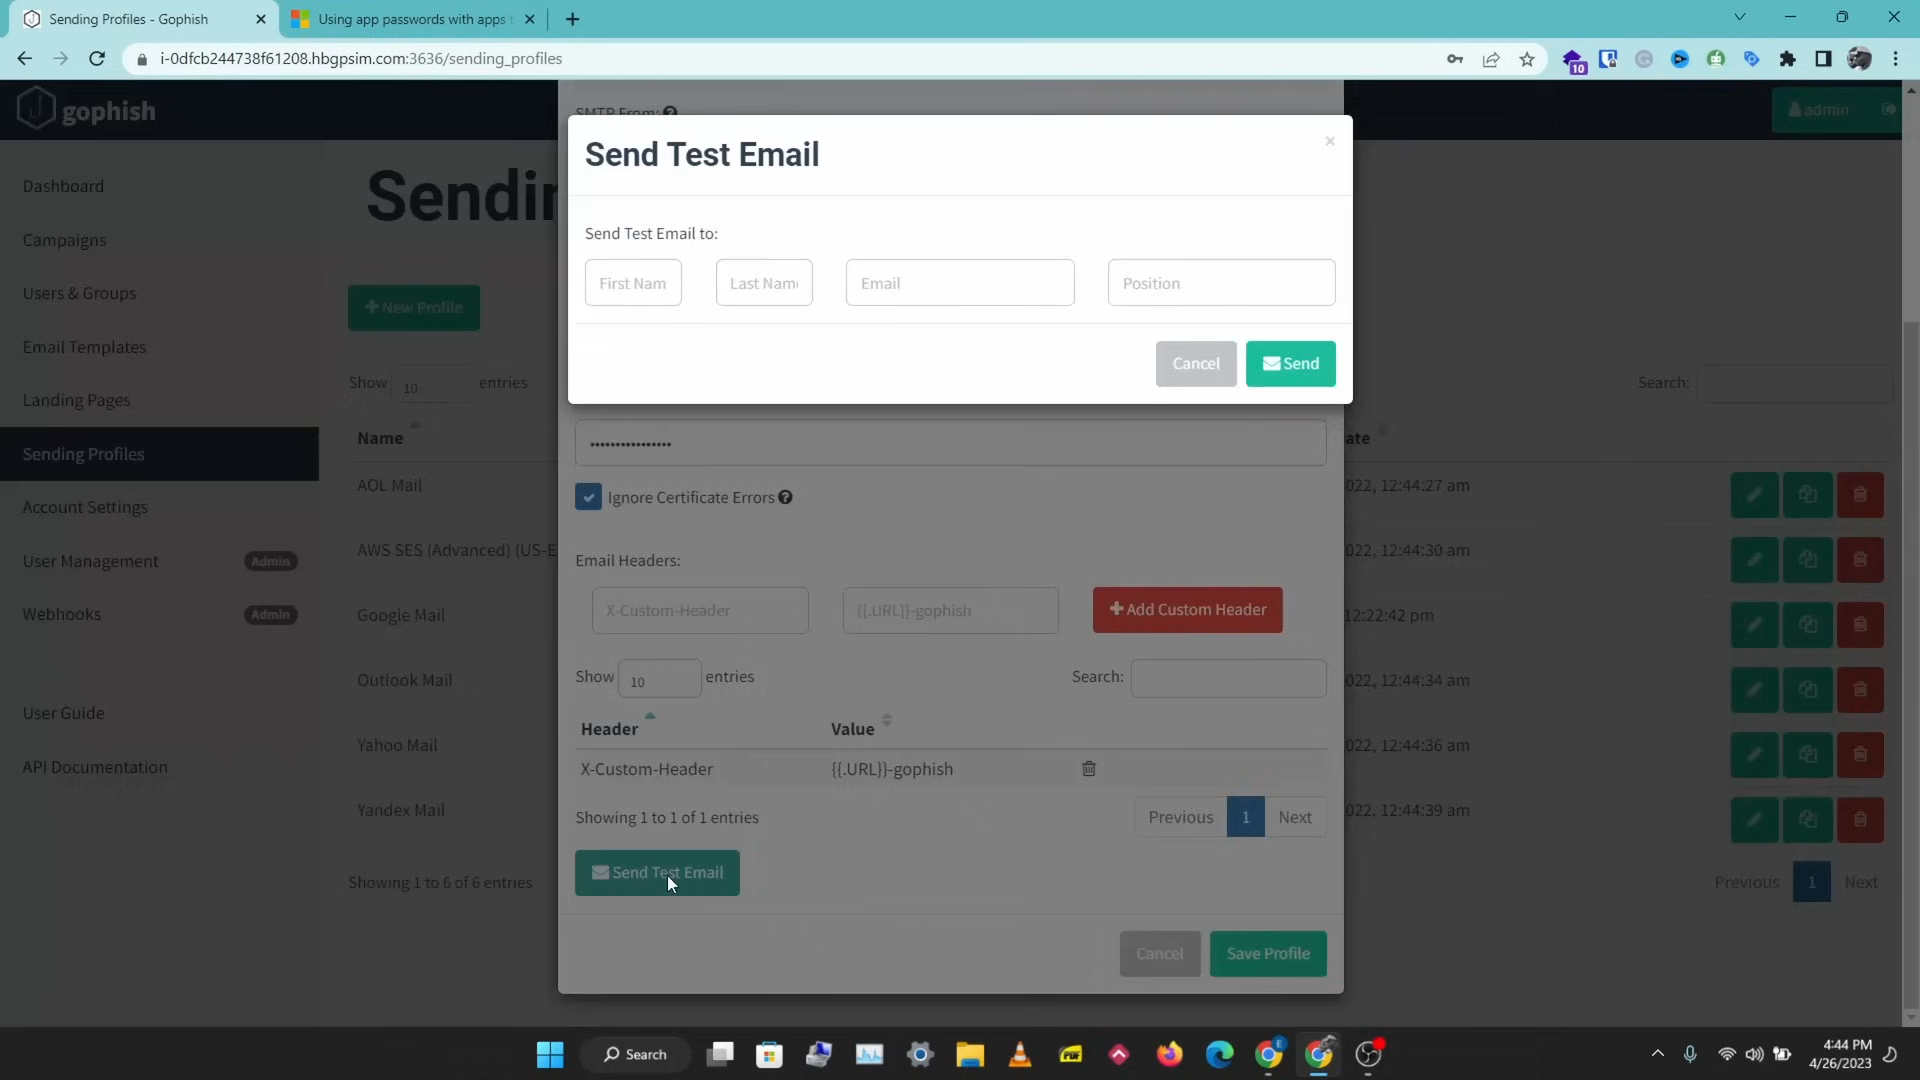 Sending Profiles - Gophish
Using app passwords with apps t
i-0dfcb244738f61208.hbgpsim.com:3636/sending_profiles
10
gophish
SMTP From:
admin
Send Test Email
×
Dashboard
Sendin
Send Test Email to:
Campaigns
First Nam
Last Name
Email
Position
Users & Groups
New Profile
Email Templates
Cancel
Send
Show 10 entries
Search:
Landing Pages
Name
ate
Sending Profiles
••••••••••••••••
AOL Mail
Ignore Certificate Errors
022, 12:44:27 am
Account Settings
AWS SES (Advanced) (US-E
Email Headers:
022, 12:44:30 am
User Management
Admin
Webhooks
Admin
Google Mail
X-Custom-Header
{{.URL}}-gophish
Add Custom Header
12:22:42 pm
Outlook Mail
Show 10 entries
Search:
022, 12:44:34 am
User Guide
Header
Value
Yahoo Mail
022, 12:44:36 am
API Documentation
X-Custom-Header
{{.URL}}-gophish
Yandex Mail
Showing 1 to 1 of 1 entries
Previous
1
Next
022, 12:44:39 am
Showing 1 to 6 of 6 entries
Send Test Email
Previous
1
Next
Cancel
Save Profile
Search
PDF
E
4:44 PM
4/26/2023